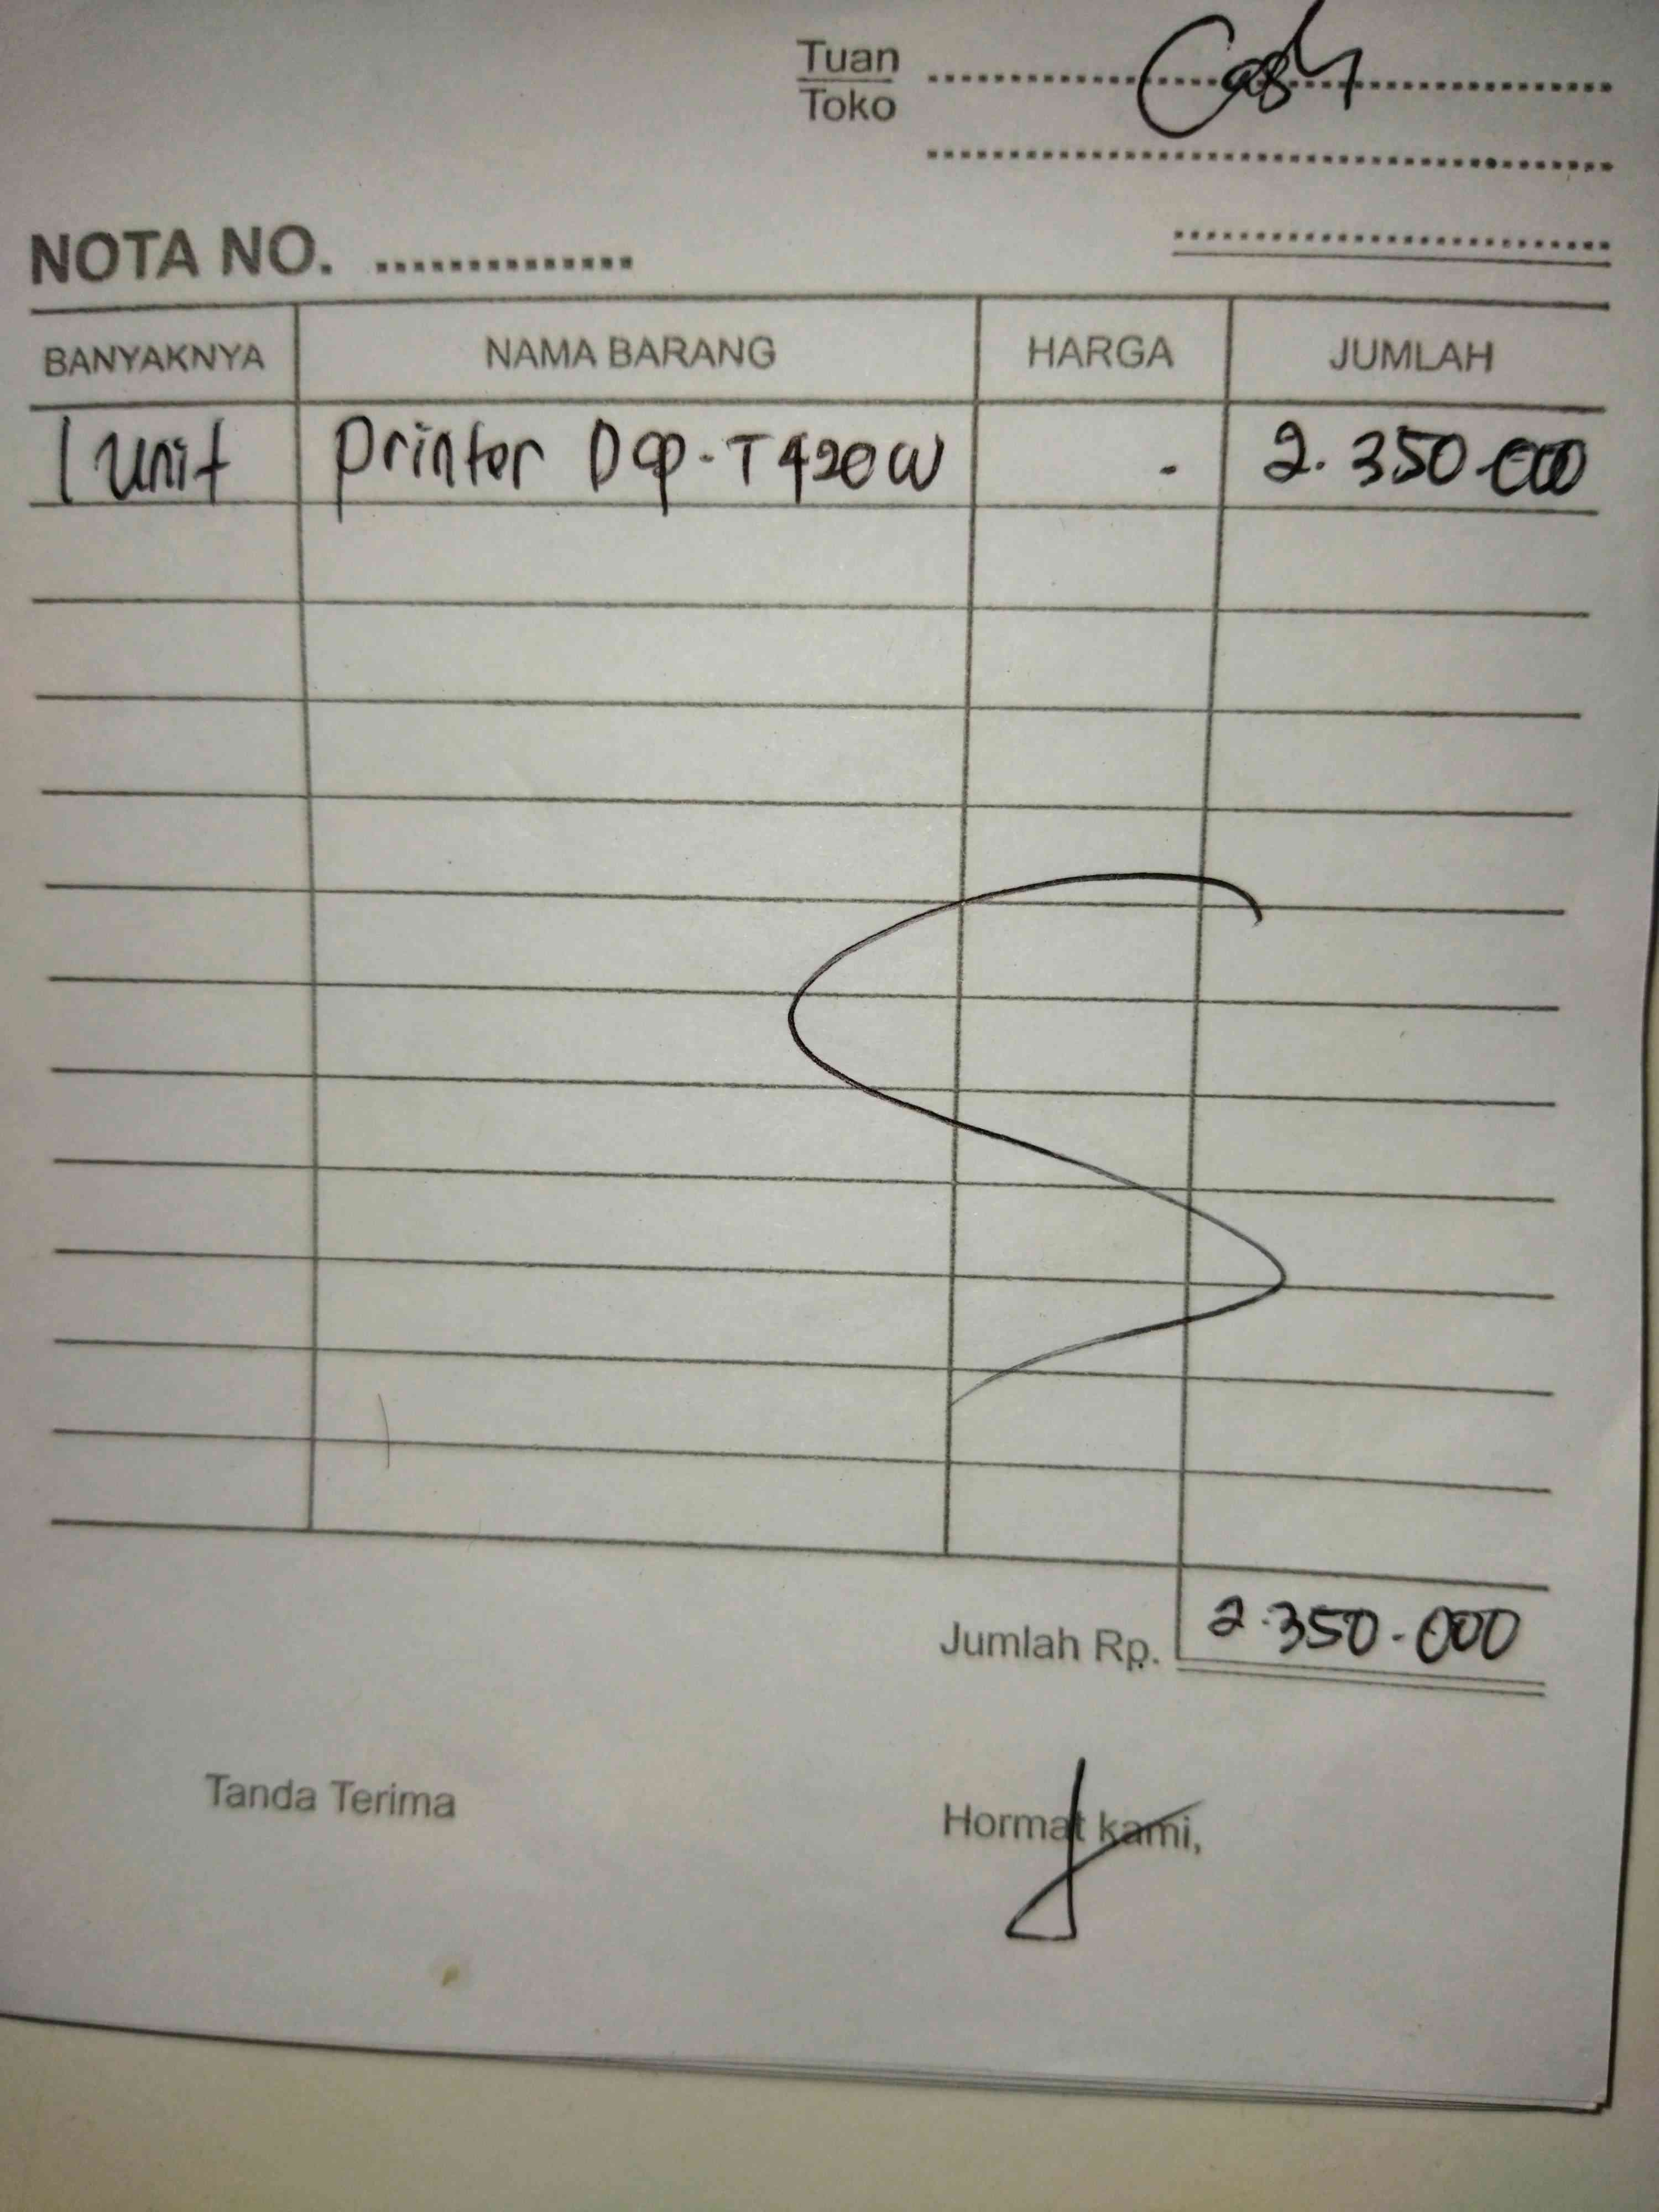 Tuan Cash
Toko
NOTA NO. ..............
BANYAKNYA NAMA BARANG HARGA JUMLAH
1 unit printer Dcp-T420W - 2.350.000
Jumlah Rp. 2.350.000
Tanda Terima Hormat kami,